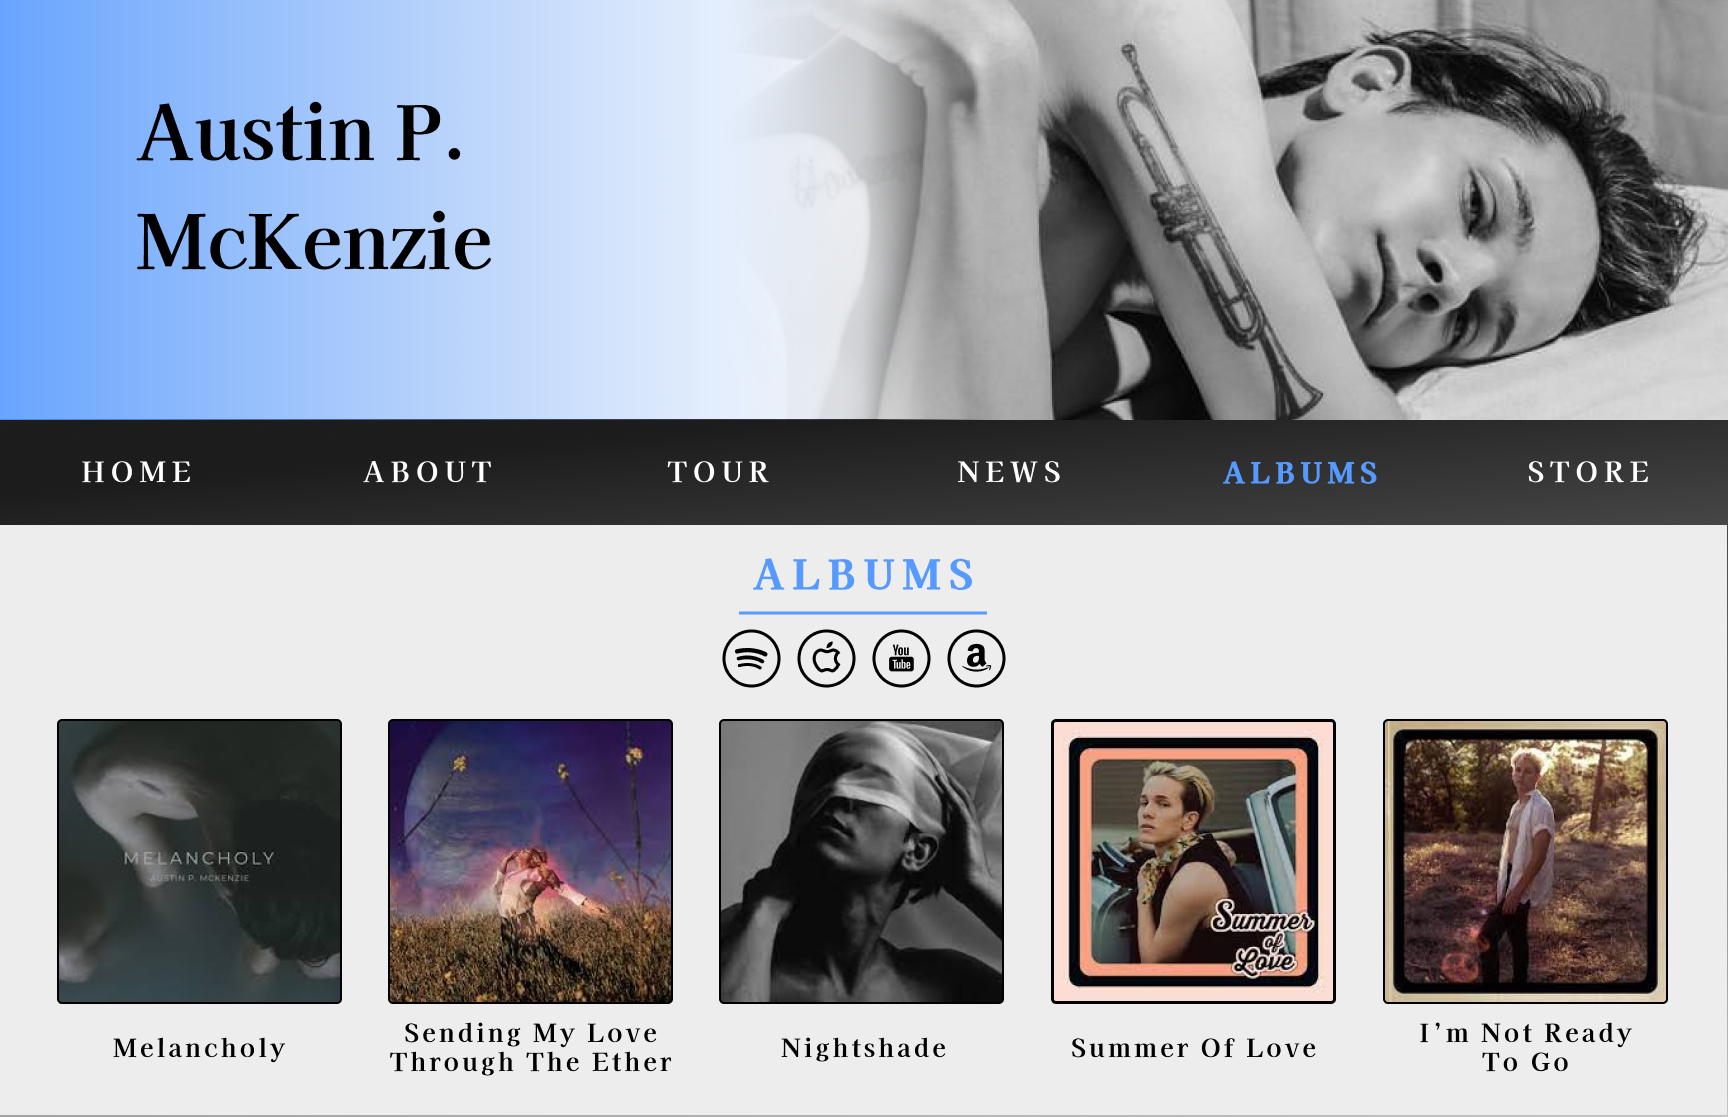 Austin P.
McKenzie
HOME ABOUT TOUR NEWS ALBUMS STORE
ALBUMS
You
Tube
a
MELANCHOLY
AUSTIN P. MCKENZIE
Summer
of
Love
Melancholy
Sending My Love
Through The Ether
Nightshade
Summer Of Love
I’m Not Ready
To Go